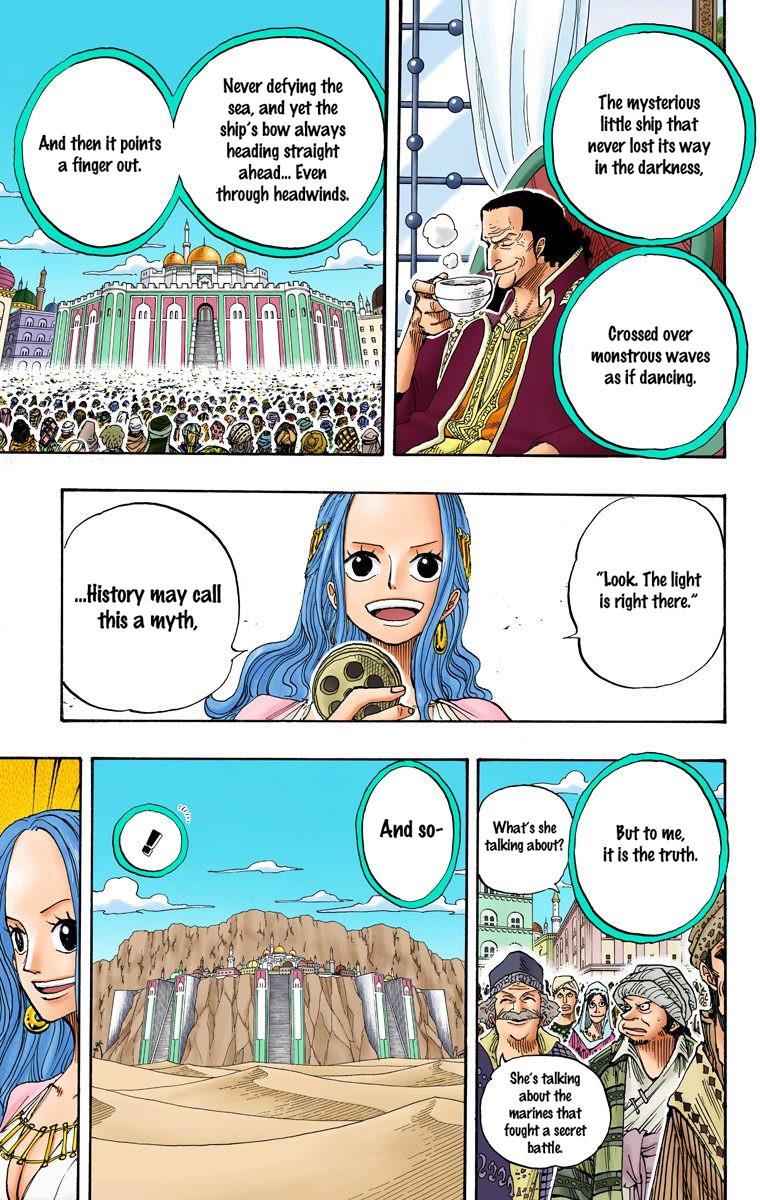 The mysterious
little ship that
never lost its way
in the darkness,
Crossed over
monstrous waves
as if dancing.
Never defying the
sea, and yet the
ship's bow always
heading straight
ahead... Even
through headwinds.
And then it points
a finger out.
"Look. The light
is right there."
...History may call
this a myth,
But to me,
it is the truth.
What's she
talking about?
She's talking
about the
marines that
fought a secret
battle.
And so-
!